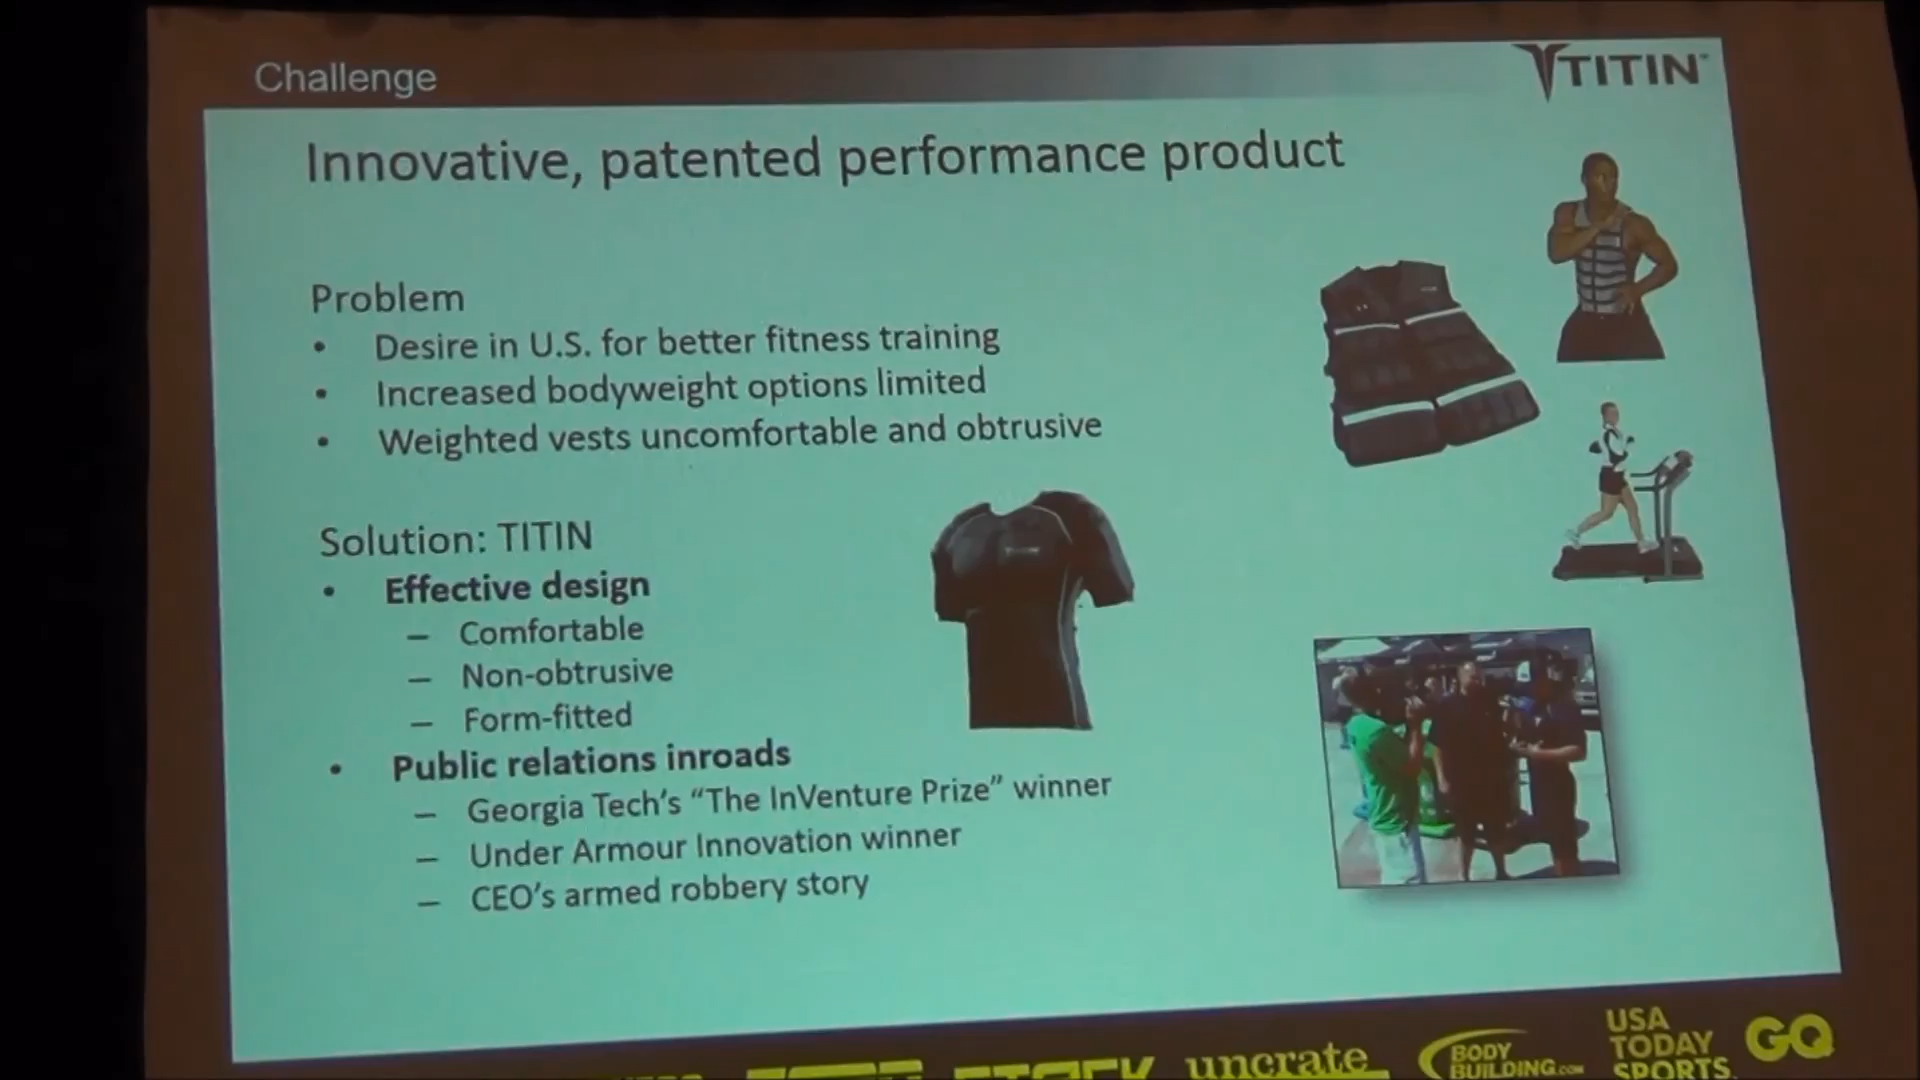 Challenge
TITIN
Innovative, patented performance product
Problem
• Desire in U.S. for better fitness training
• Increased bodyweight options limited
• Weighted vests uncomfortable and obtrusive
Solution: TITIN
• Effective design
– Comfortable
– Non-obtrusive
– Form-fitted
• Public relations inroads
– Georgia Tech's “The InVenture Prize” winner
– Under Armour Innovation winner
– CEO's armed robbery story
uncrate
BODY
BUILDING.COM
USA
TODAY
SPORTS
GQ